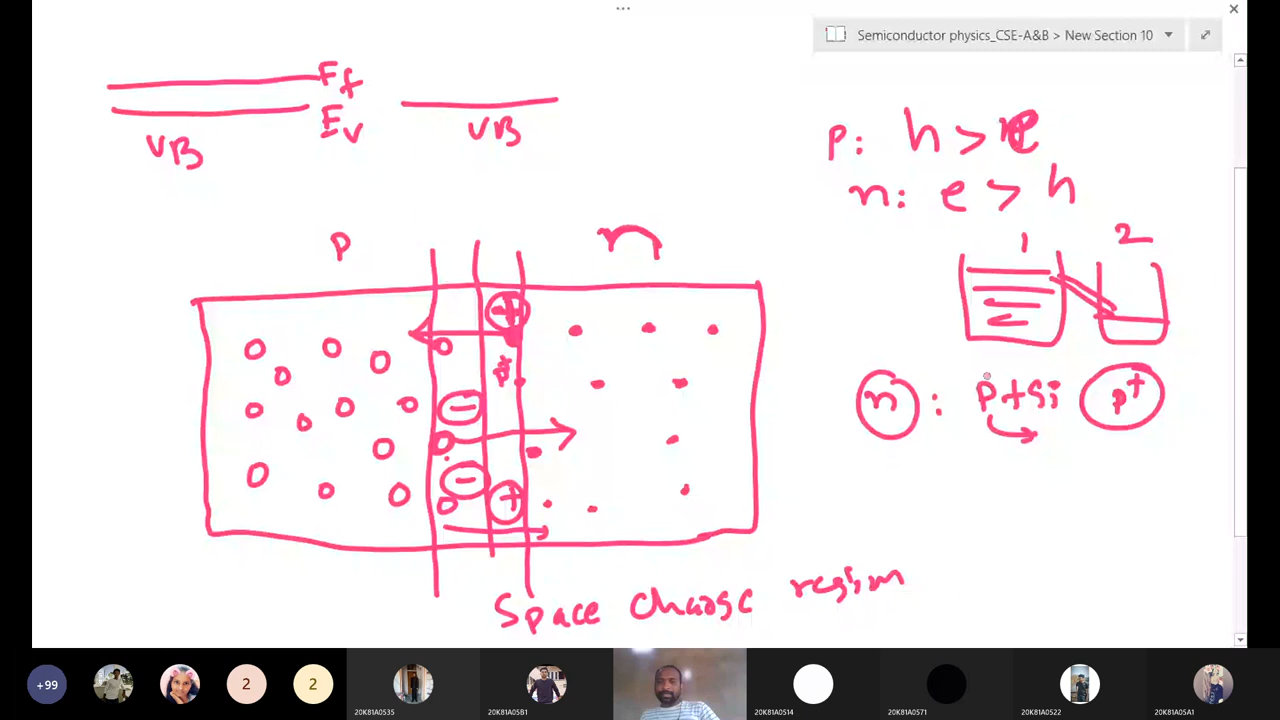 ...
Semiconductor physics_CSE-A&B > New Section 10
Ef
Ev
VB
VB
p: h > e
n: e > h
1 2
p n
+
−
−
+
n : p+Si p+
Space charge region
+99
2
2
20K81A0535
20K81A05B1
20K81A0514
20K81A0571
20K81A0522
20K81A05A1